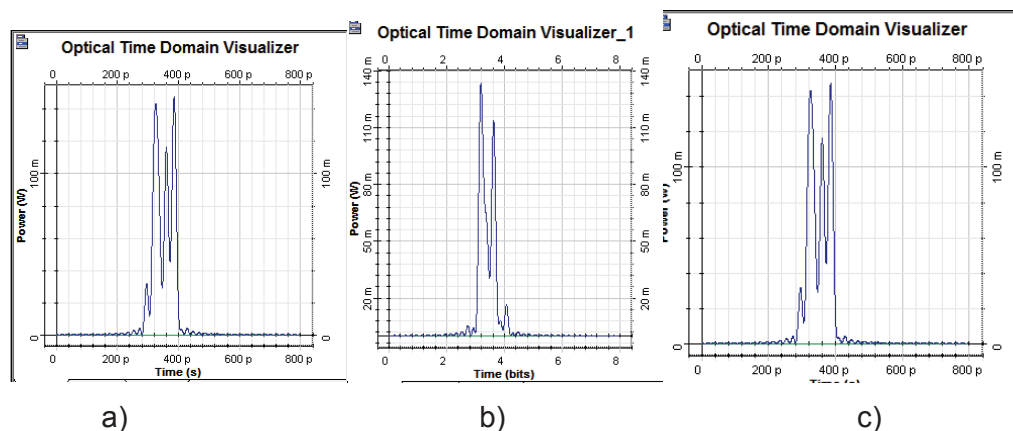 Optical Time Domain Visualizer
0 200 p 400 p 600 p 800 p
Power (W)
100 m
0
100 m
0
0 200 p 400 p 600 p 800 p
Time (s)
a)
Optical Time Domain Visualizer_1
0 2 4 6 8
Power (W)
140 m
110 m
80 m
50 m
20 m
140 m
110 m
80 m
50 m
20 m
0 2 4 6 8
Time (bits)
b)
Optical Time Domain Visualizer
0 200 p 400 p 600 p 800 p
Power (W)
100 m
0
100 m
0
200 p 400 p 600 p 800 p
Time (s)
c)